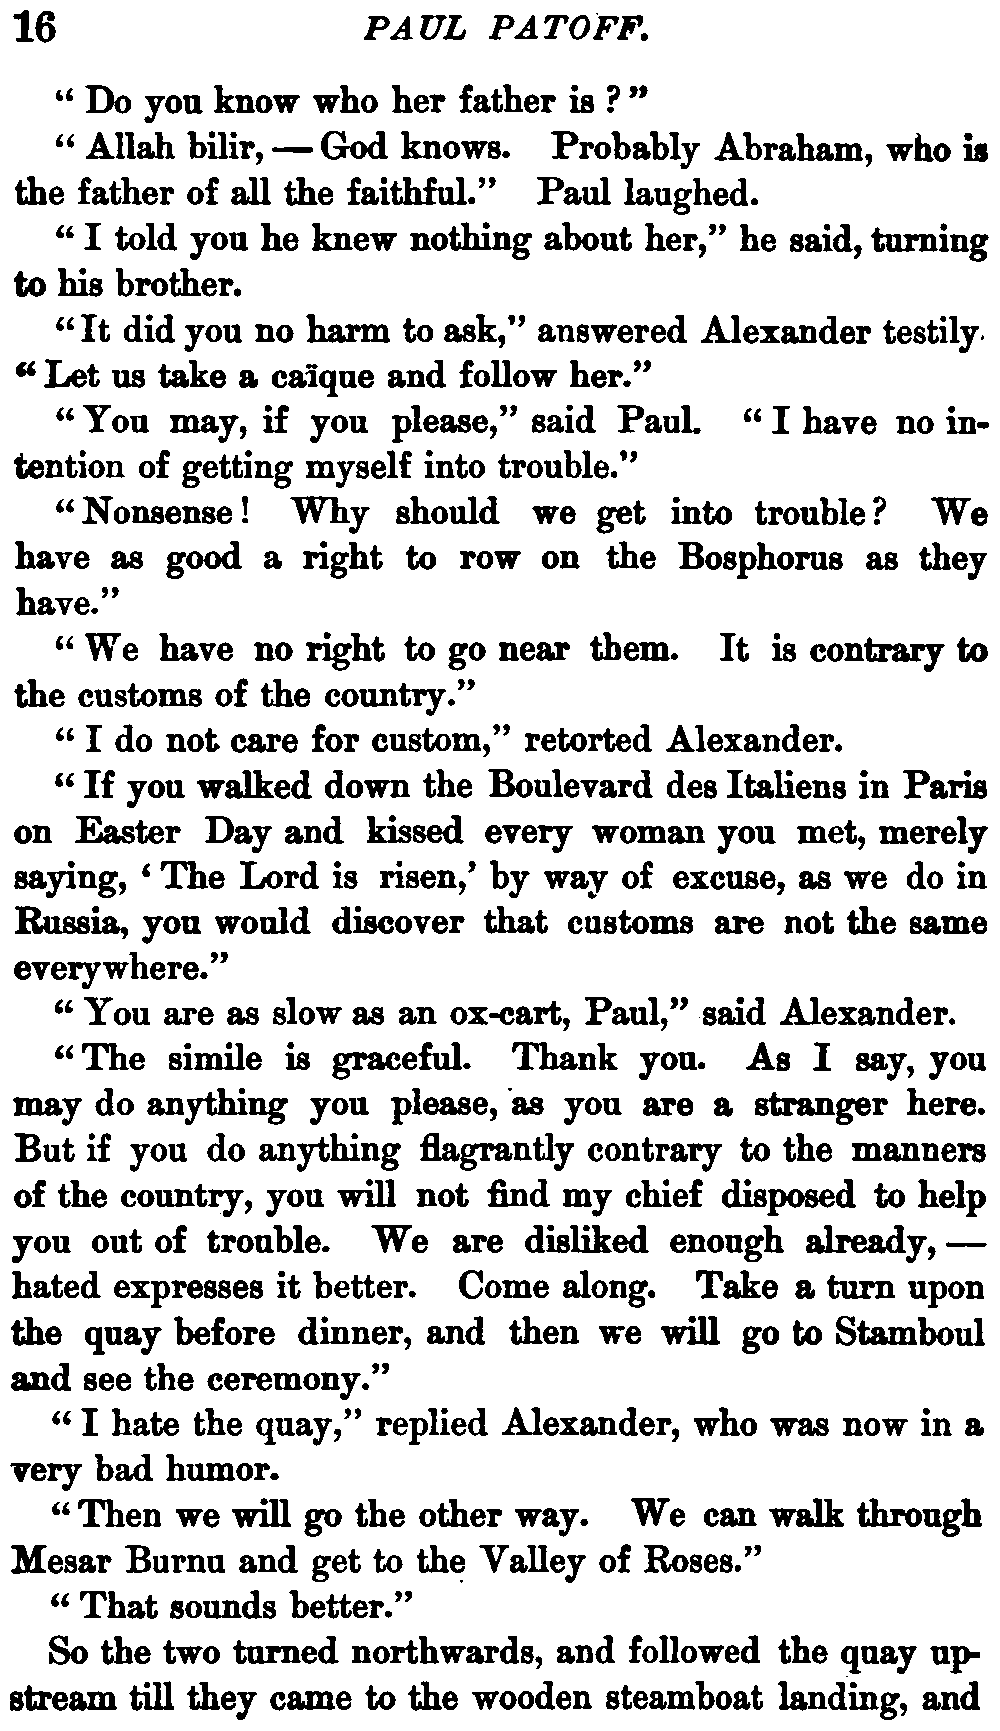 16 PAUL PATOFF.
“ Do you know who her father is ? ”
“ Allah bilir, — God knows. Probably Abraham, who is
the father of all the faithful.” Paul laughed.
“ I told you he knew nothing about her,” he said, turning
to his brother.
“ It did you no harm to ask,” answered Alexander testily.
“ Let us take a caïque and follow her.”
“ You may, if you please,” said Paul. “ I have no in-
tention of getting myself into trouble.”
“ Nonsense! Why should we get into trouble? We
have as good a right to row on the Bosphorus as they
have.”
“ We have no right to go near them. It is contrary to
the customs of the country.”
“ I do not care for custom,” retorted Alexander.
“ If you walked down the Boulevard des Italiens in Paris
on Easter Day and kissed every woman you met, merely
saying, ‘ The Lord is risen,’ by way of excuse, as we do in
Russia, you would discover that customs are not the same
everywhere.”
“ You are as slow as an ox-cart, Paul,” said Alexander.
“ The simile is graceful. Thank you. As I say, you
may do anything you please, as you are a stranger here.
But if you do anything flagrantly contrary to the manners
of the country, you will not find my chief disposed to help
you out of trouble. We are disliked enough already, —
hated expresses it better. Come along. Take a turn upon
the quay before dinner, and then we will go to Stamboul
and see the ceremony.”
“ I hate the quay,” replied Alexander, who was now in a
very bad humor.
“ Then we will go the other way. We can walk through
Mesar Burnu and get to the Valley of Roses.”
“ That sounds better.”
So the two turned northwards, and followed the quay up-
stream till they came to the wooden steamboat landing, and